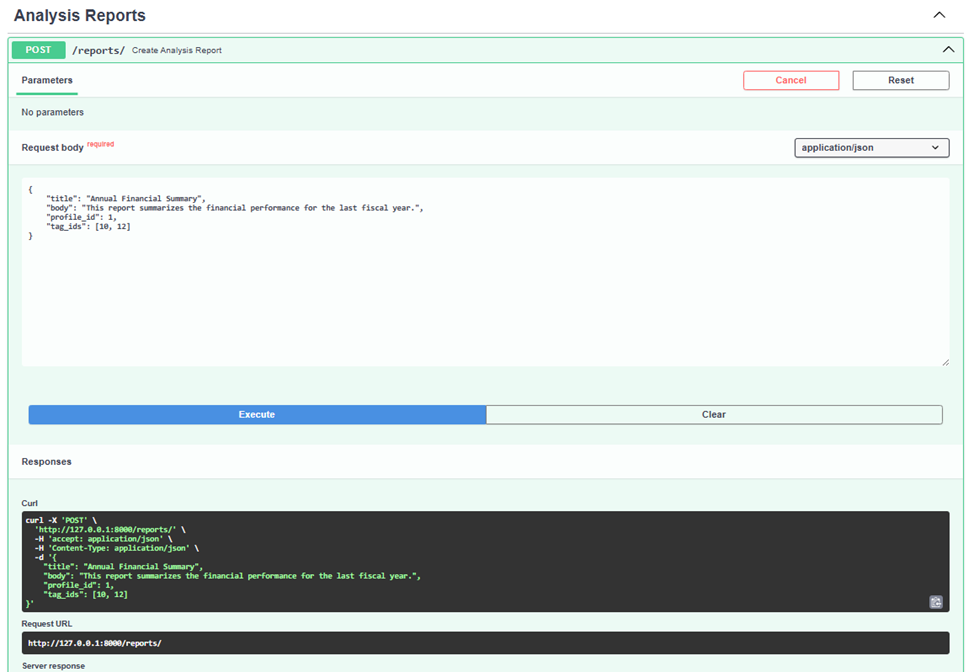 Analysis Reports
POST /reports/ Create Analysis Report
Parameters Cancel Reset
No parameters
Request body required application/json
{
    "title": "Annual Financial Summary",
    "body": "This report summarizes the financial performance for the last fiscal year.",
    "profile_id": 1,
    "tag_ids": [10, 12]
}
Execute Clear
Responses
Curl
curl -X 'POST' \
  'http://127.0.0.1:8000/reports/' \
  -H 'accept: application/json' \
  -H 'Content-Type: application/json' \
  -d '{
    "title": "Annual Financial Summary",
    "body": "This report summarizes the financial performance for the last fiscal year.",
    "profile_id": 1,
    "tag_ids": [10, 12]
}'
Request URL
http://127.0.0.1:8000/reports/
Server response